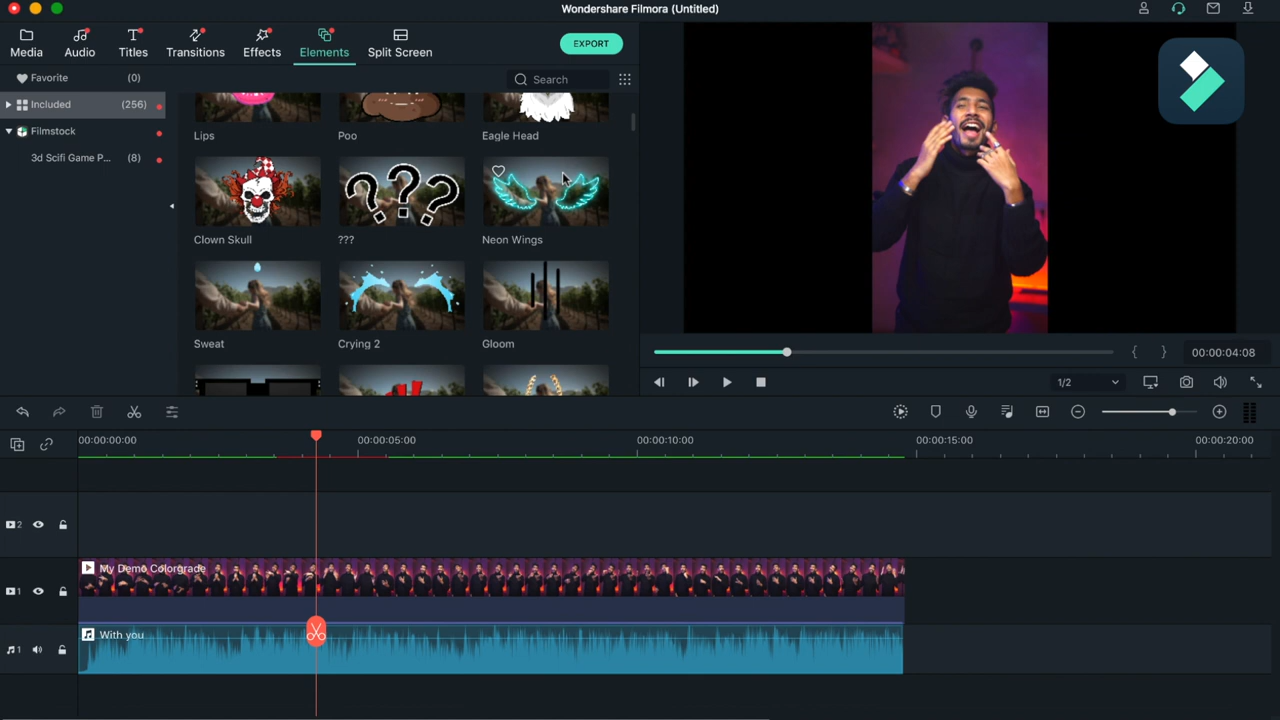 Wondershare Filmora (Untitled)
Media Audio Titles Transitions Effects Elements Split Screen EXPORT
Favorite (0) Search
Included (256)
Filmstock
3d Scifi Game P... (8)
Lips Poo Eagle Head
Clown Skull ??? Neon Wings
Sweat Crying 2 Gloom
{ } 00:00:04:08
1/2
00:00:00:00 00:00:05:00 00:00:10:00 00:00:15:00 00:00:20:00
2
My Demo Colorgrade
1
With you
1